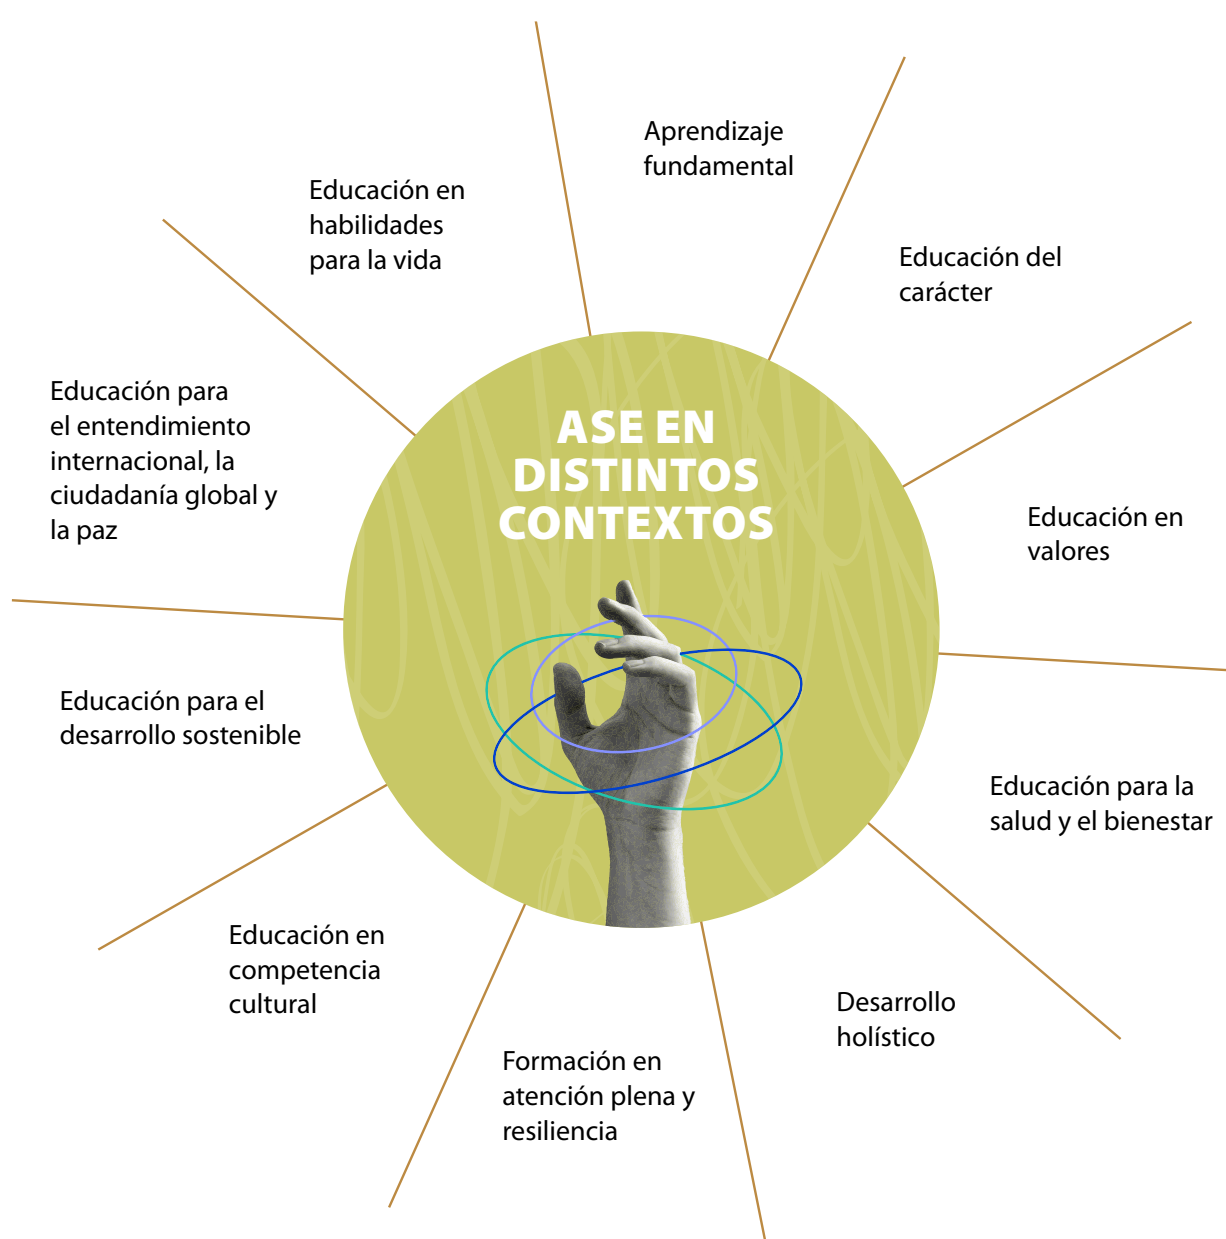 Aprendizaje
fundamental
Educación del
carácter
Educación en
valores
Educación para la
salud y el bienestar
Desarrollo
holístico
Formación en
atención plena y
resiliencia
Educación en
competencia
cultural
Educación para el
desarrollo sostenible
Educación para
el entendimiento
internacional, la
ciudadanía global y
la paz
Educación en
habilidades
para la vida
ASE EN
DISTINTOS
CONTEXTOS